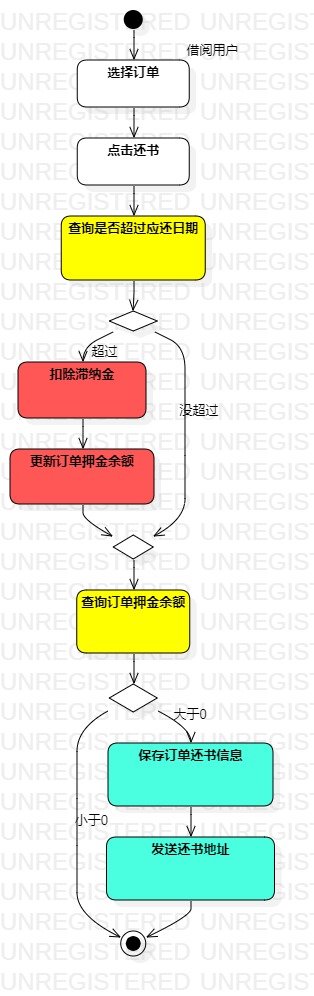 借阅用户
选择订单
点击还书
查询是否超过应还日期
超过
扣除滞纳金
没超过
更新订单押金余额
查询订单押金余额
大于0
保存订单还书信息
小于0
发送还书地址
UNREGISTERED